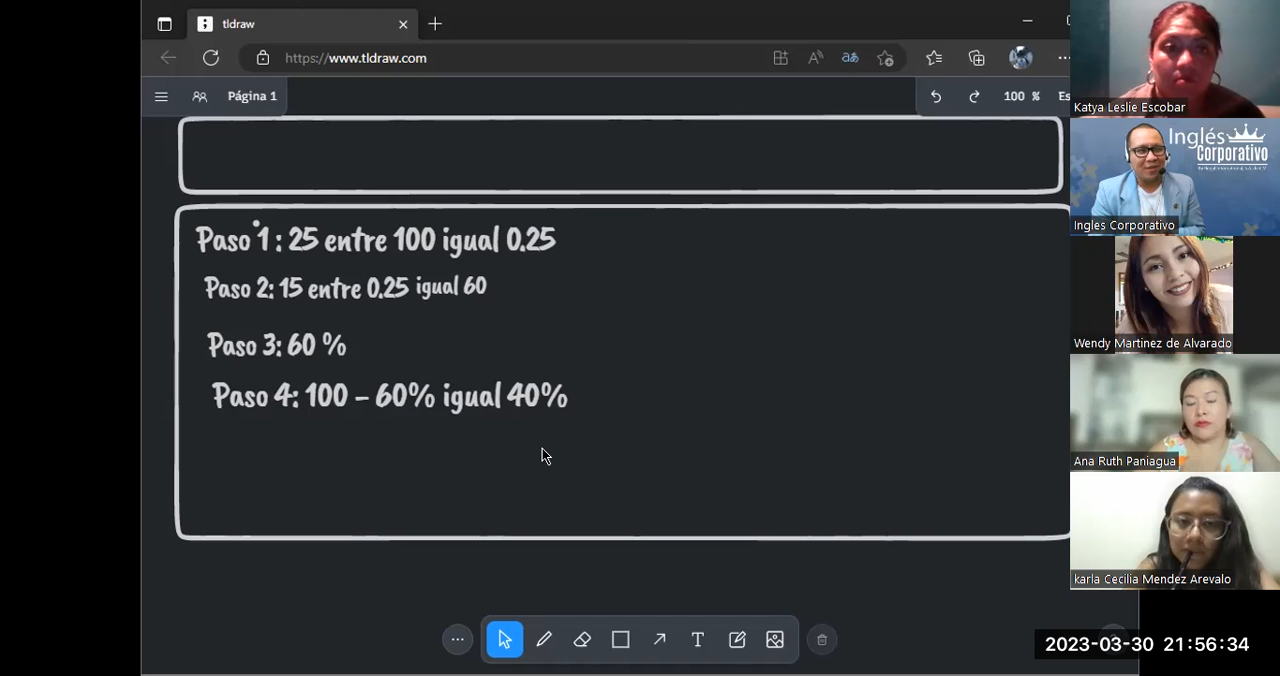 tldraw
https://www.tldraw.com
Página 1
100 %
Es
Paso 1 : 25 entre 100 igual 0.25
Paso 2: 15 entre 0.25 igual 60
Paso 3: 60 %
Paso 4: 100 - 60% igual 40%
Katya Leslie Escobar
Inglés
Corporativo
Ingles Corporativo
Wendy Martinez de Alvarado
Ana Ruth Paniagua
karla Cecilia Mendez Arevalo
2023-03-30 21:56:34